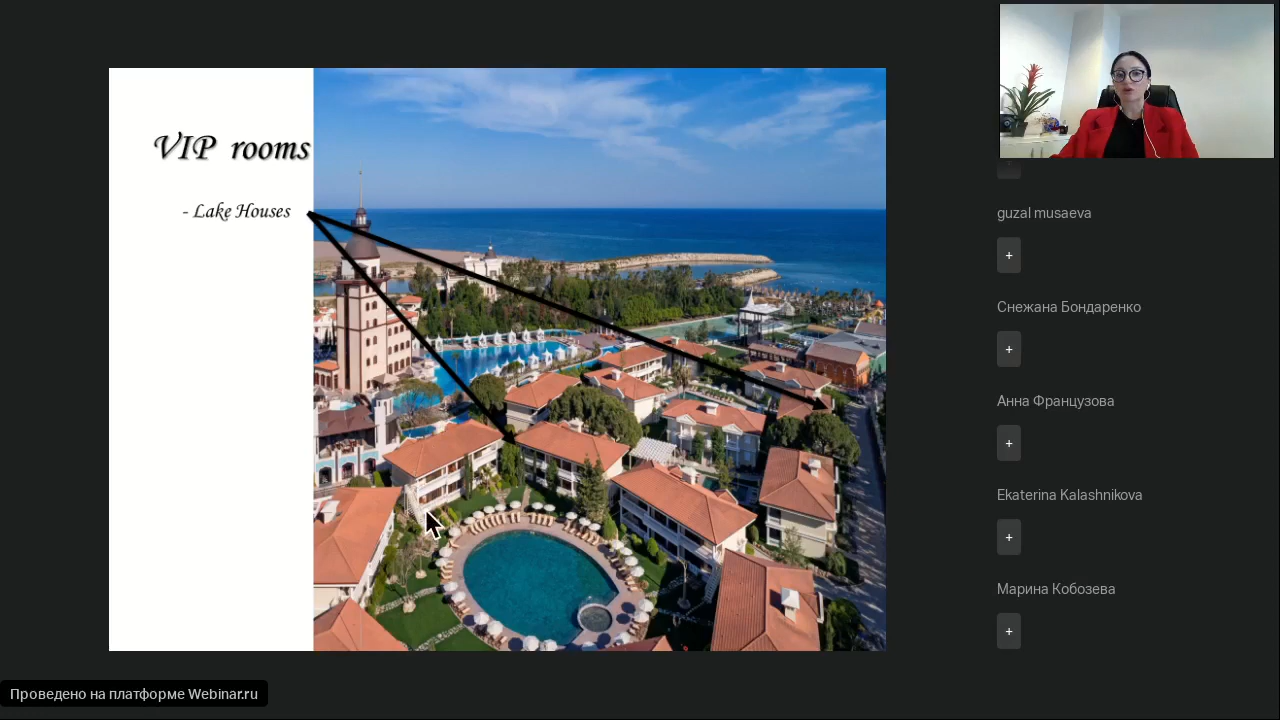 VIP rooms
- Lake Houses
guzal musaeva
+
Снежана Бондаренко
+
Анна Французова
+
Ekaterina Kalashnikova
+
Марина Кобозева
+
Проведено на платформе Webinar.ru